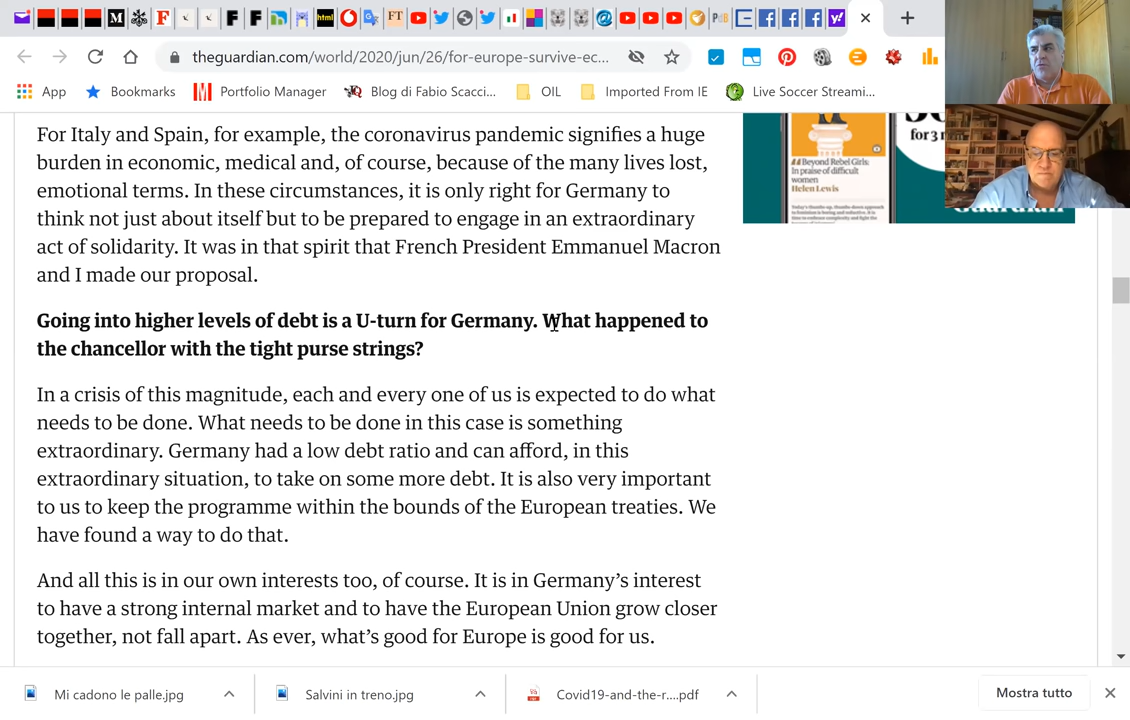 theguardian.com/world/2020/jun/26/for-europe-survive-ec...
App
Bookmarks
Portfolio Manager
Blog di Fabio Scacci...
OIL
Imported From IE
Live Soccer Streami...
For Italy and Spain, for example, the coronavirus pandemic signifies a huge
burden in economic, medical and, of course, because of the many lives lost,
emotional terms. In these circumstances, it is only right for Germany to
think not just about itself but to be prepared to engage in an extraordinary
act of solidarity. It was in that spirit that French President Emmanuel Macron
and I made our proposal.
Going into higher levels of debt is a U-turn for Germany. What happened to
the chancellor with the tight purse strings?
In a crisis of this magnitude, each and every one of us is expected to do what
needs to be done. What needs to be done in this case is something
extraordinary. Germany had a low debt ratio and can afford, in this
extraordinary situation, to take on some more debt. It is also very important
to us to keep the programme within the bounds of the European treaties. We
have found a way to do that.
And all this is in our own interests too, of course. It is in Germany’s interest
to have a strong internal market and to have the European Union grow closer
together, not fall apart. As ever, what’s good for Europe is good for us.
Beyond Rebel Girls:
In praise of difficult
women
Helen Lewis
for 3
Mi cadono le palle.jpg
Salvini in treno.jpg
Covid19-and-the-r....pdf
Mostra tutto